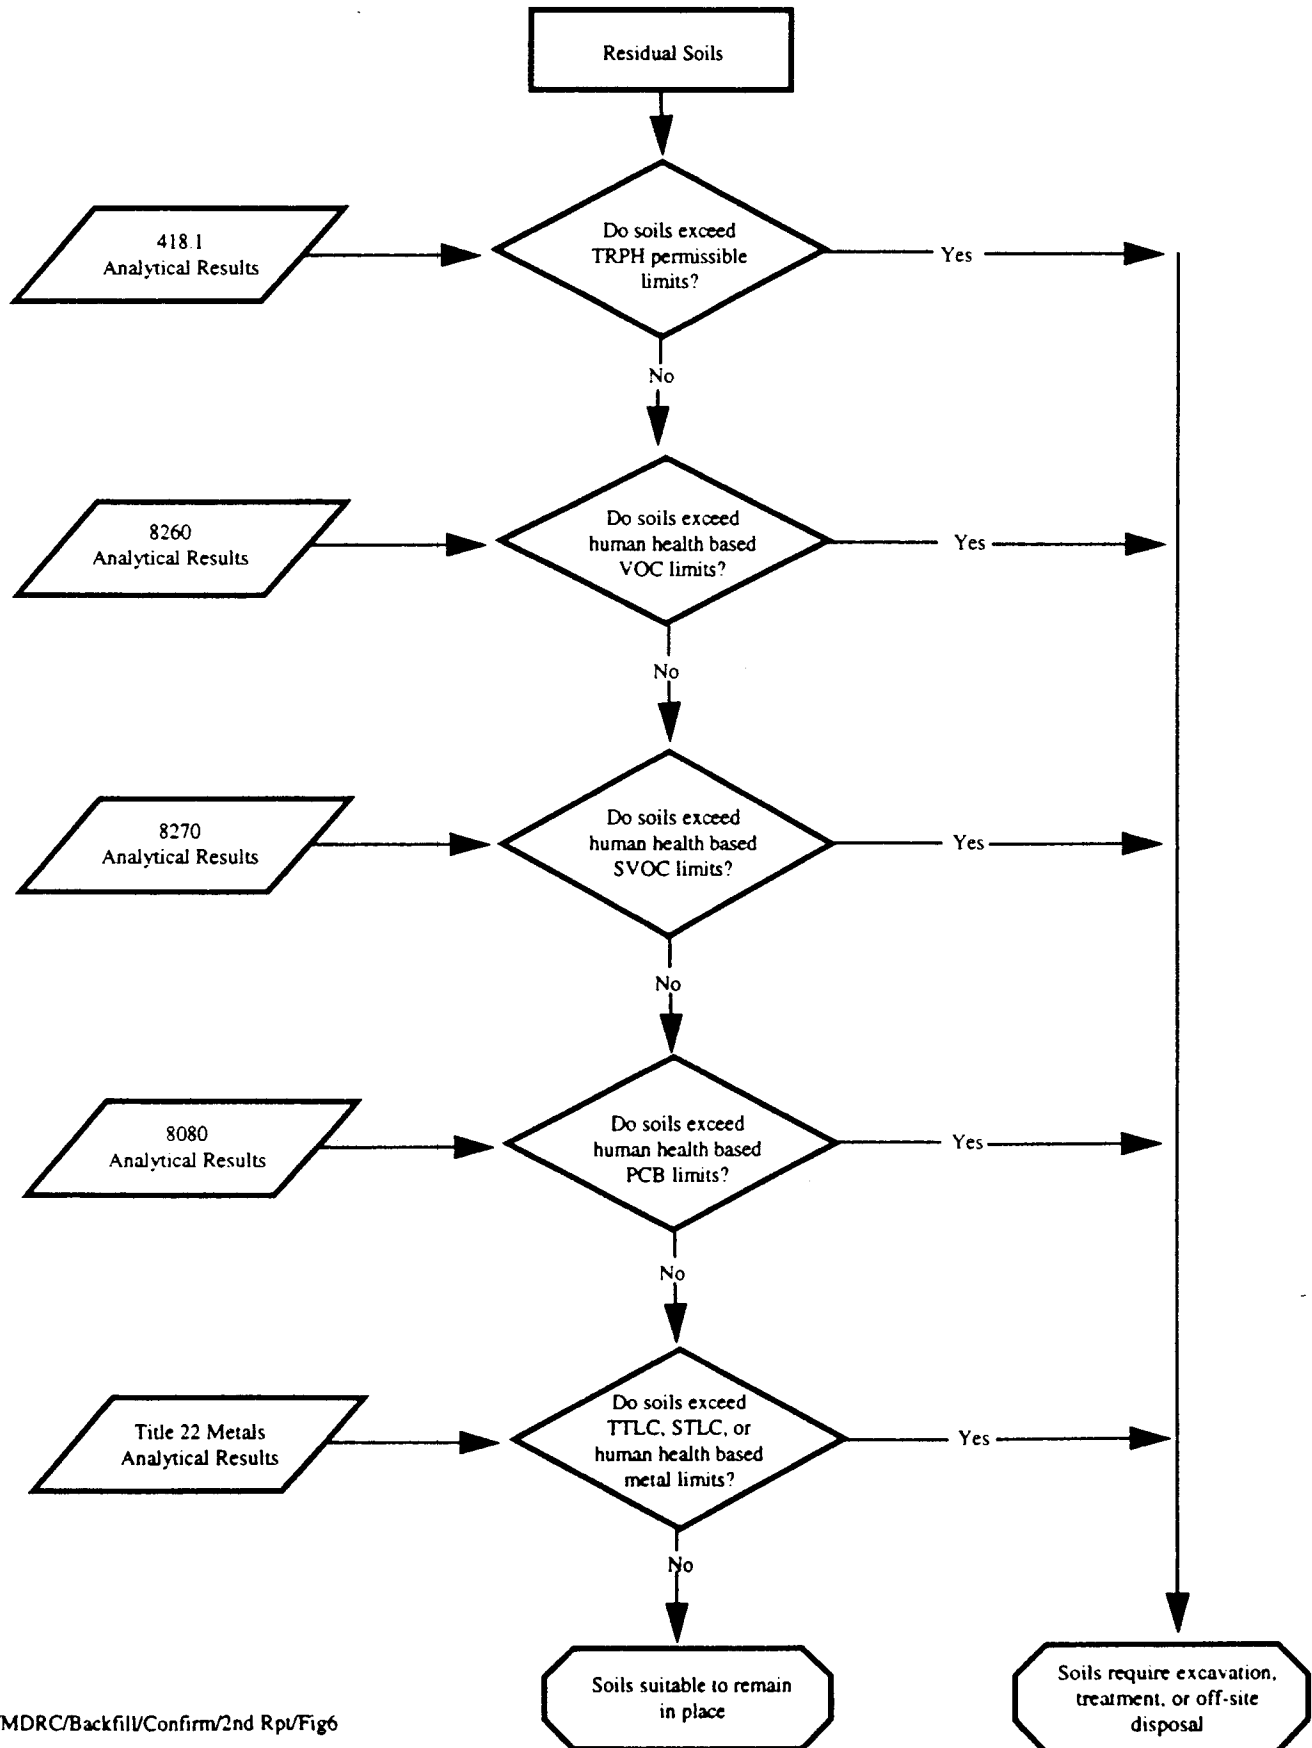 Residual Soils
418.1
Analytical Results
Do soils exceed
TRPH permissible
limits?
Yes
No
8260
Analytical Results
Do soils exceed
human health based
VOC limits?
Yes
No
8270
Analytical Results
Do soils exceed
human health based
SVOC limits?
Yes
No
8080
Analytical Results
Do soils exceed
human health based
PCB limits?
Yes
No
Title 22 Metals
Analytical Results
Do soils exceed
TTLC, STLC, or
human health based
metal limits?
Yes
No
Soils suitable to remain
in place
Soils require excavation,
treatment, or off-site
disposal
MDRC/Backfill/Confirm/2nd Rpt/Fig6